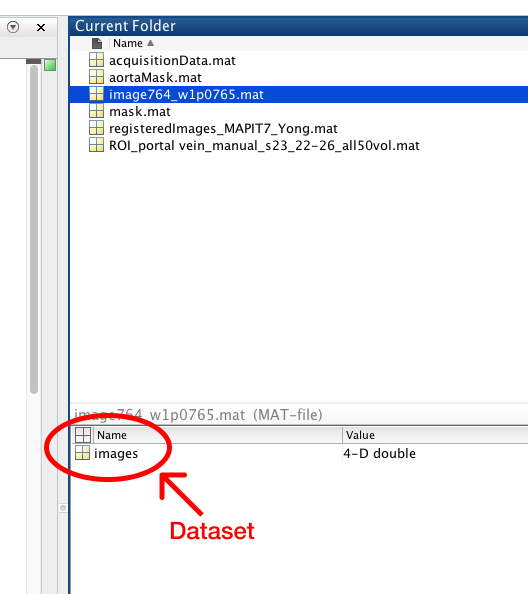 Current Folder
Name
acquisitionData.mat
aortaMask.mat
image764_w1p0765.mat
mask.mat
registeredImages_MAPIT7_Yong.mat
ROI_portal vein_manual_s23_22-26_all50vol.mat
image764_w1p0765.mat (MAT-file)
Name Value
images 4-D double
Dataset